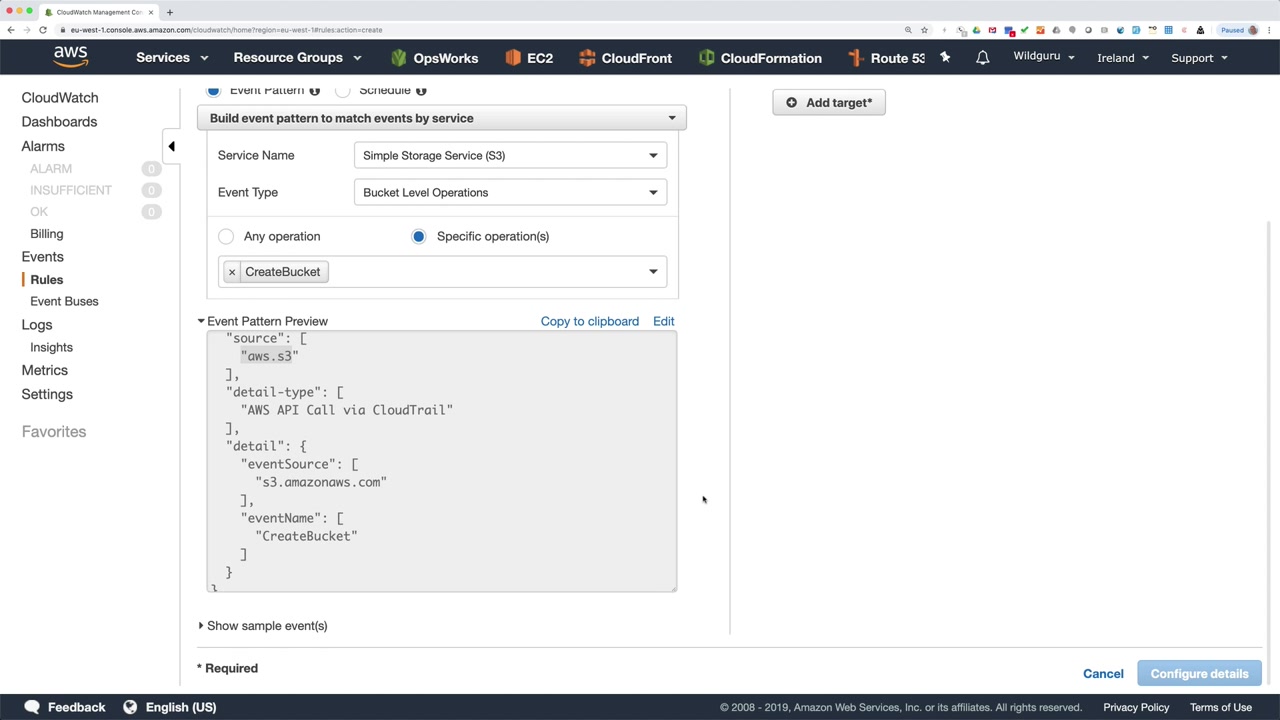 CloudWatch Management Con
eu-west-1.console.aws.amazon.com/cloudwatch/home?region=eu-west-1#rules:action=create
Paused
aws
Services
Resource Groups
OpsWorks
EC2
CloudFront
CloudFormation
Route 53
Wildguru
Ireland
Support
CloudWatch
Dashboards
Alarms
ALARM 0
INSUFFICIENT 0
OK 0
Billing
Events
Rules
Event Buses
Logs
Insights
Metrics
Settings
Favorites
Event Pattern
Schedule
Build event pattern to match events by service
Service Name
Simple Storage Service (S3)
Event Type
Bucket Level Operations
Any operation
Specific operation(s)
× CreateBucket
Event Pattern Preview
Copy to clipboard
Edit
"source": [
"aws.s3"
],
"detail-type": [
"AWS API Call via CloudTrail"
],
"detail": {
"eventSource": [
"s3.amazonaws.com"
],
"eventName": [
"CreateBucket"
]
}
}
Show sample event(s)
Add target*
* Required
Cancel
Configure details
Feedback
English (US)
© 2008 - 2019, Amazon Web Services, Inc. or its affiliates. All rights reserved.
Privacy Policy
Terms of Use